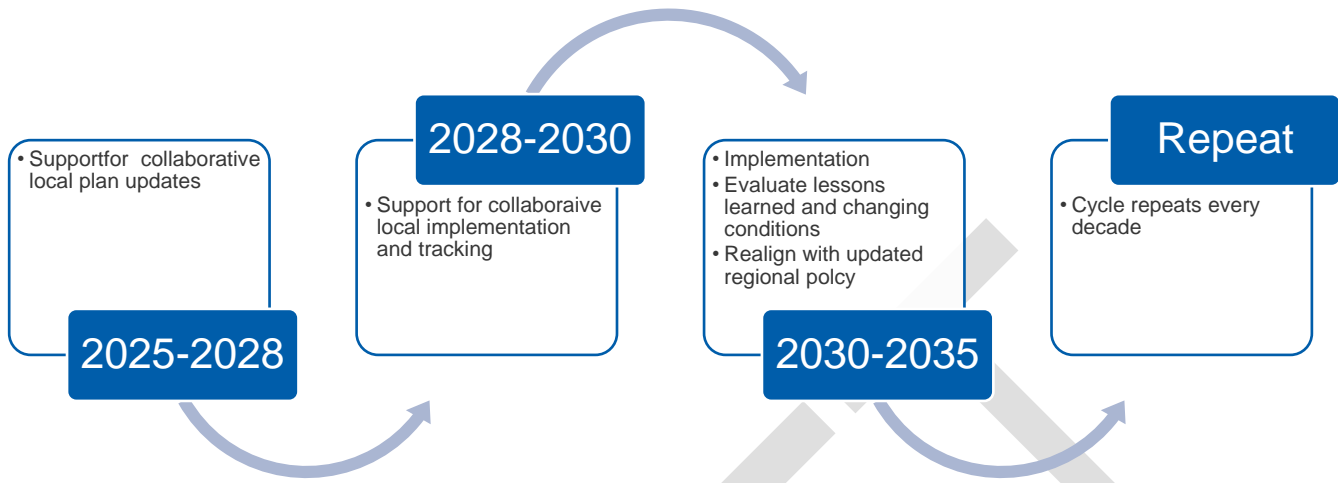 • Supportfor collaborative
local plan updates
2025-2028
2028-2030
• Support for collaboraive
local implementation
and tracking
• Implementation
• Evaluate lessons
learned and changing
conditions
• Realign with updated
regional polcy
2030-2035
Repeat
• Cycle repeats every
decade